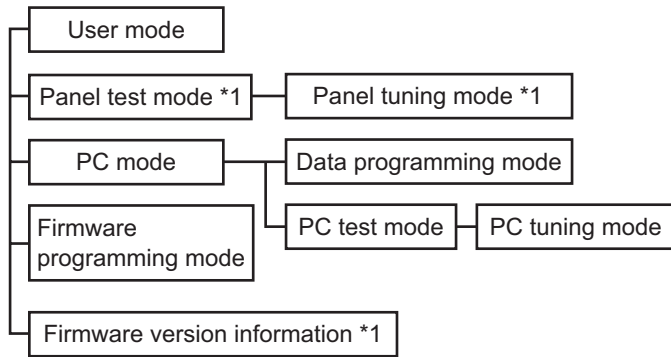 User mode
Panel test mode *1
Panel tuning mode *1
PC mode
Data programming mode
PC test mode
PC tuning mode
Firmware
programming mode
Firmware version information *1